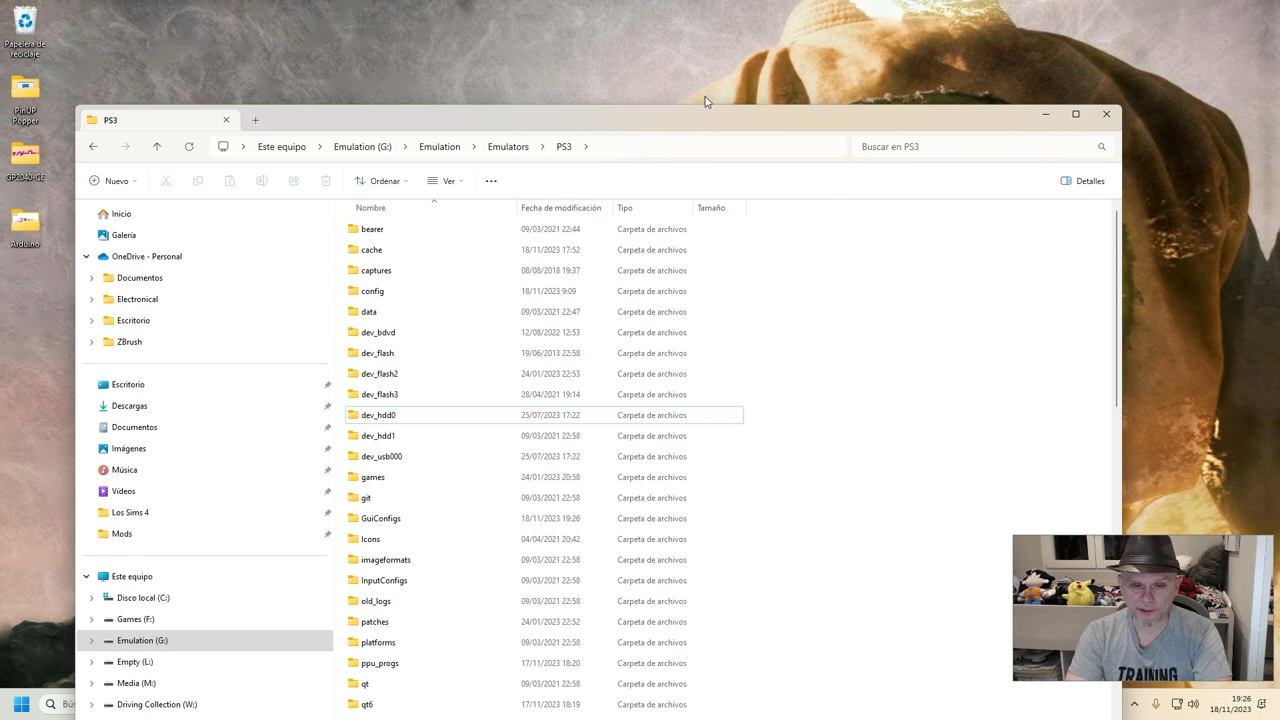 Papelera de
reciclaje
PinUP
Popper
GP2040-CE
Arduino
PS3
Este equipo
Emulation (G:)
Emulation
Emulators
PS3
Buscar en PS3
Nuevo
Ordenar
Ver
Detalles
Inicio
Galería
OneDrive - Personal
Documentos
Electronical
Escritorio
ZBrush
Escritorio
Descargas
Documentos
Imágenes
Música
Vídeos
Los Sims 4
Mods
Este equipo
Disco local (C:)
Games (F:)
Emulation (G:)
Empty (L:)
Media (M:)
Driving Collection (W:)
Nombre Fecha de modificación Tipo Tamaño
bearer 09/03/2021 22:44 Carpeta de archivos
cache 18/11/2023 17:52 Carpeta de archivos
captures 08/08/2018 19:37 Carpeta de archivos
config 18/11/2023 9:09 Carpeta de archivos
data 09/03/2021 22:47 Carpeta de archivos
dev_bdvd 12/08/2022 12:53 Carpeta de archivos
dev_flash 19/06/2013 22:58 Carpeta de archivos
dev_flash2 24/01/2023 22:53 Carpeta de archivos
dev_flash3 28/04/2021 19:14 Carpeta de archivos
dev_hdd0 25/07/2023 17:22 Carpeta de archivos
dev_hdd1 09/03/2021 22:58 Carpeta de archivos
dev_usb000 25/07/2023 17:22 Carpeta de archivos
games 24/01/2023 20:58 Carpeta de archivos
git 09/03/2021 22:58 Carpeta de archivos
GuiConfigs 18/11/2023 19:26 Carpeta de archivos
Icons 04/04/2021 20:42 Carpeta de archivos
imageformats 09/03/2021 22:58 Carpeta de archivos
InputConfigs 09/03/2021 22:58 Carpeta de archivos
old_logs 09/03/2021 22:58 Carpeta de archivos
patches 24/01/2023 22:52 Carpeta de archivos
platforms 09/03/2021 22:58 Carpeta de archivos
ppu_progs 17/11/2023 18:20 Carpeta de archivos
qt 09/03/2021 22:58 Carpeta de archivos
qt6 17/11/2023 18:19 Carpeta de archivos
TRAINING
Bús
19:26
18/11/2023